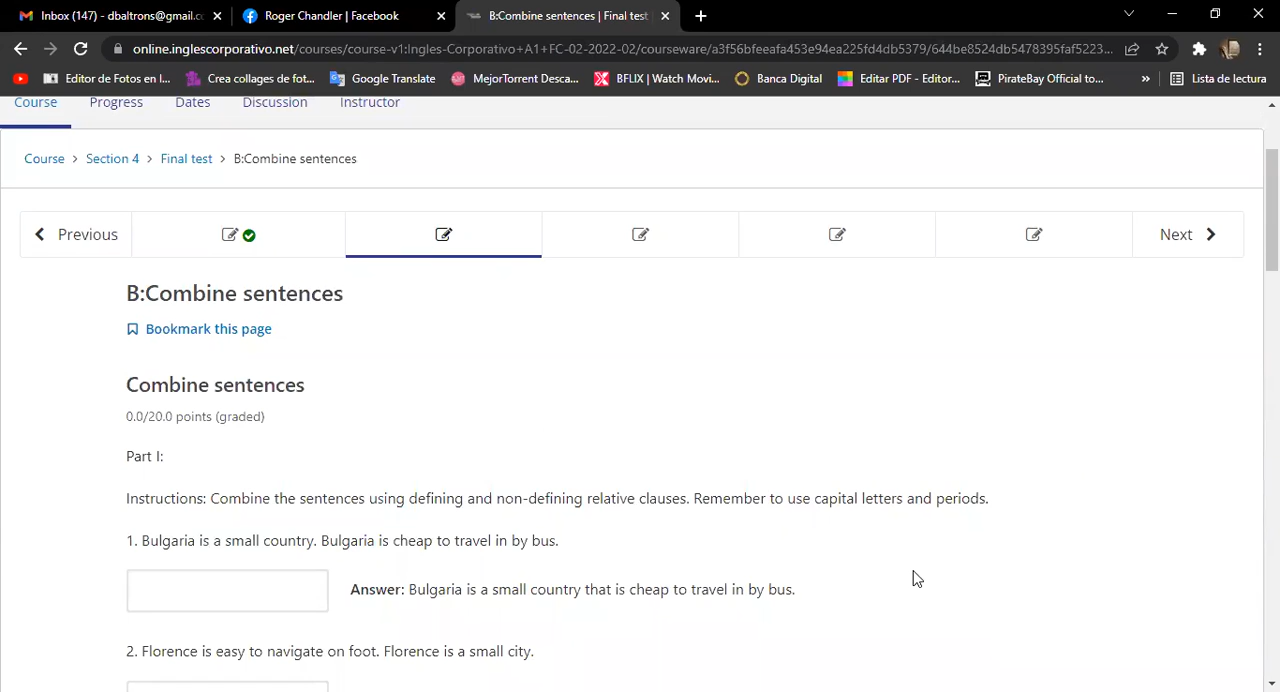 Inbox (147) - dbaltrons@gmail.cc
Roger Chandler | Facebook
B:Combine sentences | Final test
online.inglescorporativo.net/courses/course-v1:Ingles-Corporativo+A1+FC-02-2022-02/courseware/a3f56bfeeafa453e94ea225fd4db5379/644be8524db5478395faf5223...
Editor de Fotos en l...
Crea collages de fot...
Google Translate
MejorTorrent Desca...
BFLIX | Watch Movi...
Banca Digital
Editar PDF - Editor...
PirateBay Official to...
»
Lista de lectura
Course
Progress
Dates
Discussion
Instructor
Course > Section 4 > Final test > B:Combine sentences
Previous
Next
B:Combine sentences
Bookmark this page
Combine sentences
0.0/20.0 points (graded)
Part I:
Instructions: Combine the sentences using defining and non-defining relative clauses. Remember to use capital letters and periods.
1. Bulgaria is a small country. Bulgaria is cheap to travel in by bus.
Answer: Bulgaria is a small country that is cheap to travel in by bus.
2. Florence is easy to navigate on foot. Florence is a small city.